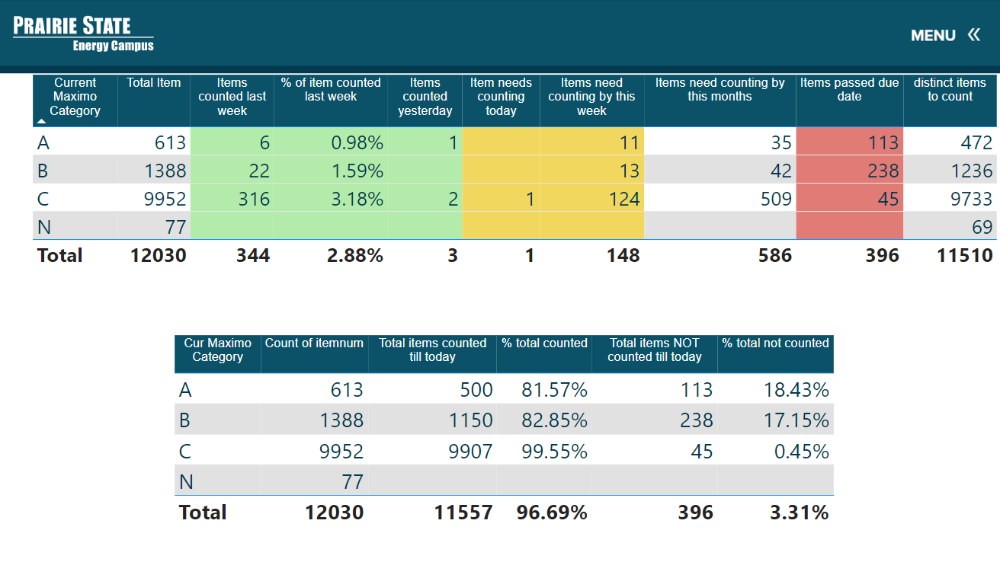 PRAIRIE STATE
Energy Campus
MENU
Current Maximo Category Total Item Items counted last week % of item counted last week Items counted yesterday Item needs counting today Items need counting by this week Items need counting by this months Items passed due date distinct items to count
A 613 6 0.98% 1 11 35 113 472
B 1388 22 1.59% 13 42 238 1236
C 9952 316 3.18% 2 1 124 509 45 9733
N 77 69
Total 12030 344 2.88% 3 1 148 586 396 11510
Cur Maximo Category Count of itemnum Total items counted till today % total counted Total items NOT counted till today % total not counted
A 613 500 81.57% 113 18.43%
B 1388 1150 82.85% 238 17.15%
C 9952 9907 99.55% 45 0.45%
N 77
Total 12030 11557 96.69% 396 3.31%